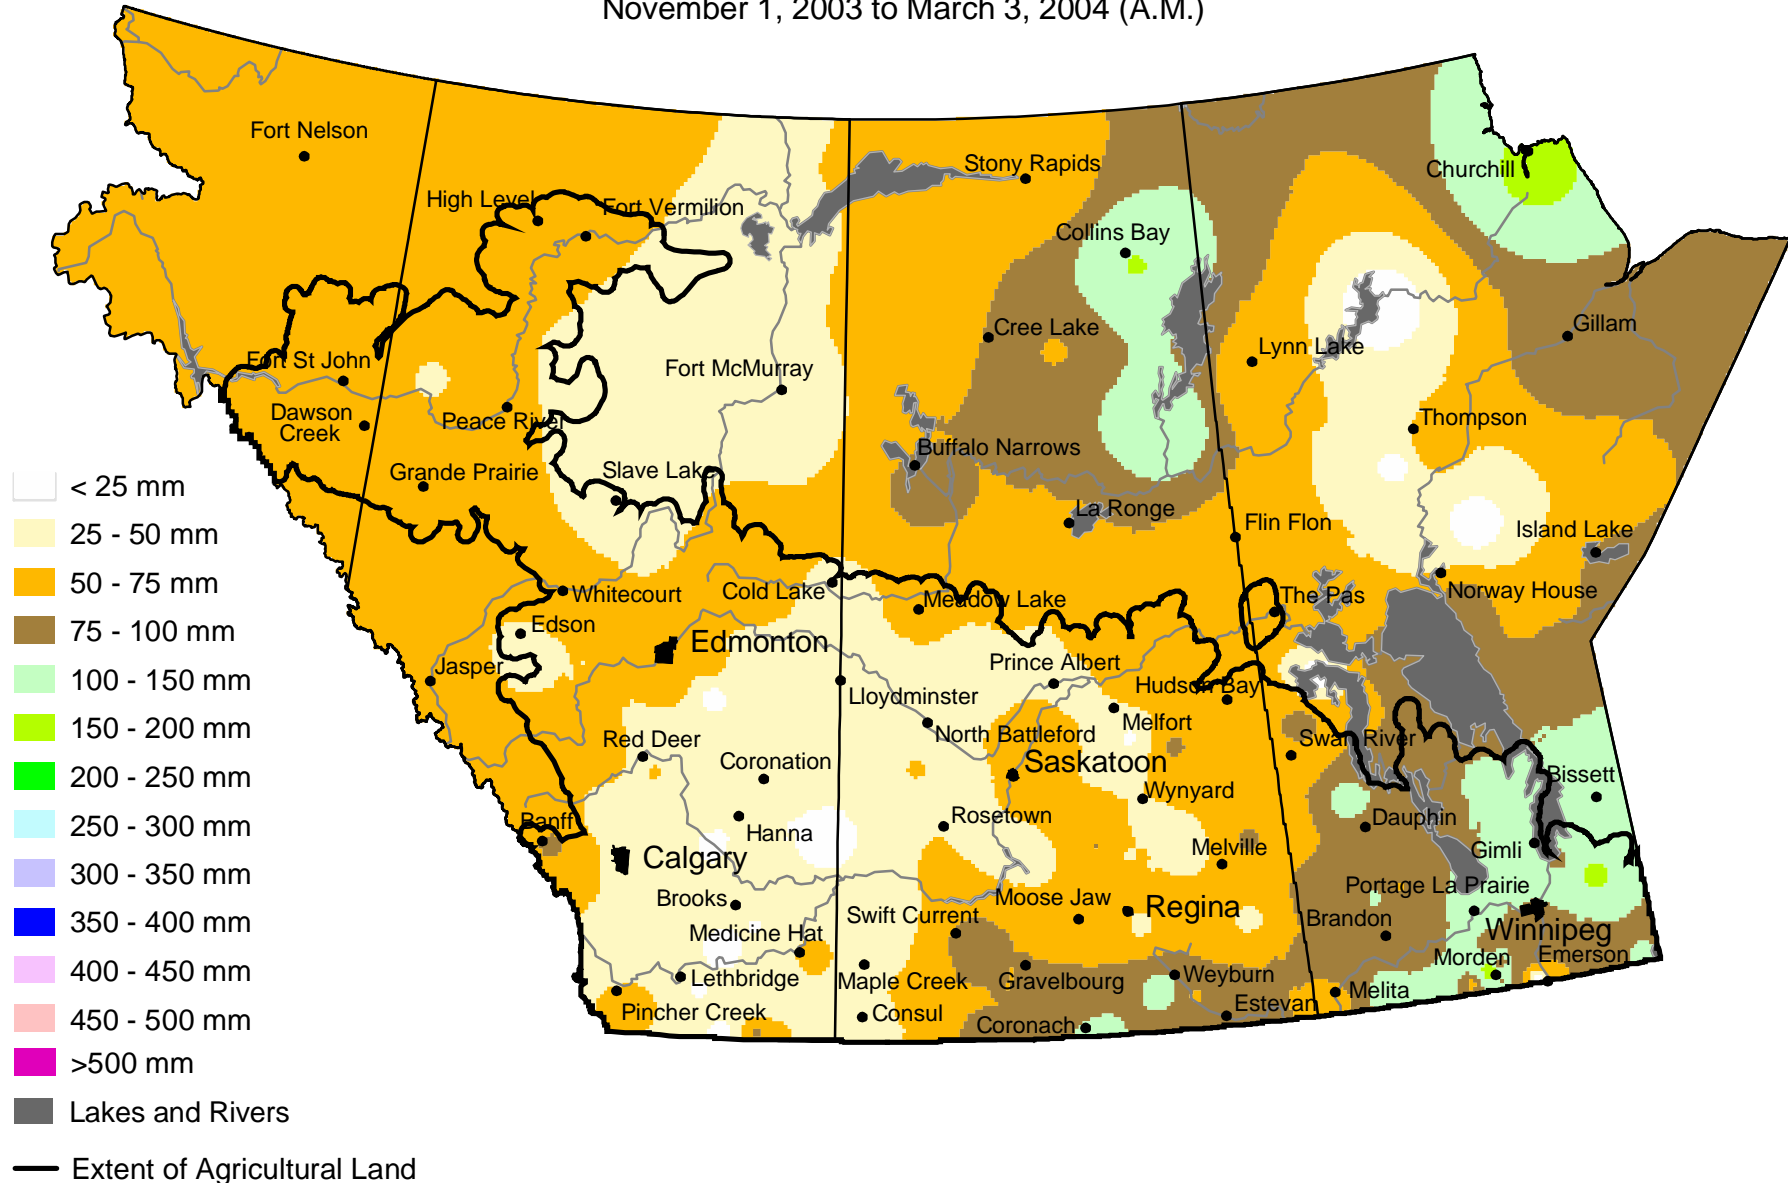 November 1, 2003 to March 3, 2004 (A.M.)
Fort Nelson
Churchill
Stony Rapids
High Level
Fort Vermilion
Collins Bay
Cree Lake
Gillam
Lynn Lake
Fort St John
Fort McMurray
Dawson
Creek
Peace River
Thompson
Buffalo Narrows
Grande Prairie
Slave Lake
La Ronge
Flin Flon
Island Lake
Whitecourt
Cold Lake
Meadow Lake
The Pas
Norway House
Edson
Edmonton
Jasper
Prince Albert
Lloydminster
Hudson Bay
Melfort
North Battleford
Red Deer
Swan River
Coronation
Saskatoon
Bissett
Wynyard
Banff
Hanna
Rosetown
Dauphin
Calgary
Melville
Gimli
Brooks
Moose Jaw
Regina
Portage La Prairie
Swift Current
Brandon
Medicine Hat
Winnipeg
Lethbridge
Maple Creek
Gravelbourg
Weyburn
Morden
Emerson
Pincher Creek
Consul
Coronach
Estevan
Melita
< 25 mm
25 - 50 mm
50 - 75 mm
75 - 100 mm
100 - 150 mm
150 - 200 mm
200 - 250 mm
250 - 300 mm
300 - 350 mm
350 - 400 mm
400 - 450 mm
450 - 500 mm
>500 mm
Lakes and Rivers
Extent of Agricultural Land